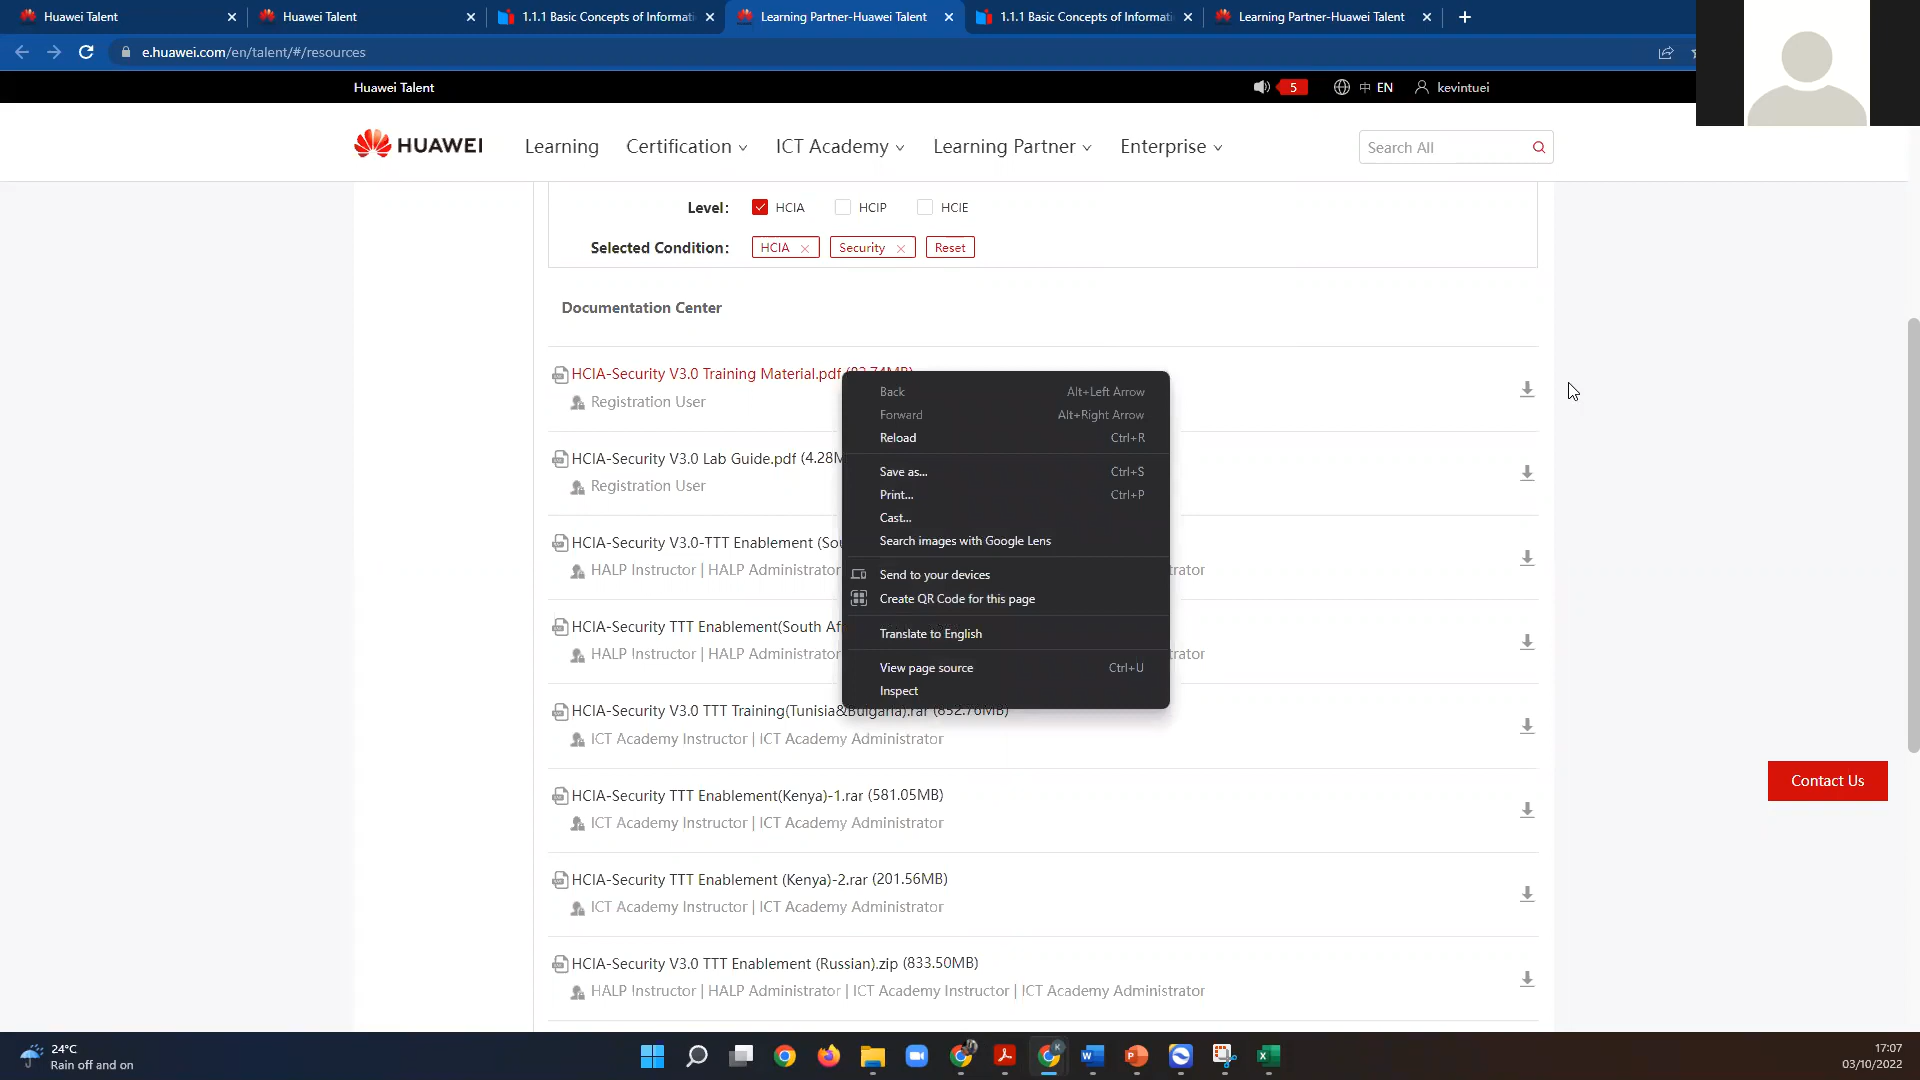 Huawei Talent
Huawei Talent
1.1.1 Basic Concepts of Informati
Learning Partner-Huawei Talent
1.1.1 Basic Concepts of Informati
Learning Partner-Huawei Talent
e.huawei.com/en/talent/#/resources
Huawei Talent
5
中 EN
kevintuei
HUAWEI
Learning
Certification
ICT Academy
Learning Partner
Enterprise
Search All
Level:
HCIA
HCIP
HCIE
Selected Condition:
HCIA
Security
Reset
Documentation Center
HCIA-Security V3.0 Training Material.pdf
Registration User
HCIA-Security V3.0 Lab Guide.pdf (4.28M
Registration User
HCIA-Security V3.0-TTT Enablement (Sou
HALP Instructor | HALP Administrator
trator
HCIA-Security TTT Enablement(South Af
HALP Instructor | HALP Administrator
trator
HCIA-Security V3.0 TTT Training(Tunisia&Bulgaria).rar (852.76MB)
ICT Academy Instructor | ICT Academy Administrator
HCIA-Security TTT Enablement(Kenya)-1.rar (581.05MB)
ICT Academy Instructor | ICT Academy Administrator
HCIA-Security TTT Enablement (Kenya)-2.rar (201.56MB)
ICT Academy Instructor | ICT Academy Administrator
HCIA-Security V3.0 TTT Enablement (Russian).zip (833.50MB)
HALP Instructor | HALP Administrator | ICT Academy Instructor | ICT Academy Administrator
Back Alt+Left Arrow
Forward Alt+Right Arrow
Reload Ctrl+R
Save as... Ctrl+S
Print... Ctrl+P
Cast...
Search images with Google Lens
Send to your devices
Create QR Code for this page
Translate to English
View page source Ctrl+U
Inspect
Contact Us
24°C
Rain off and on
17:07
03/10/2022